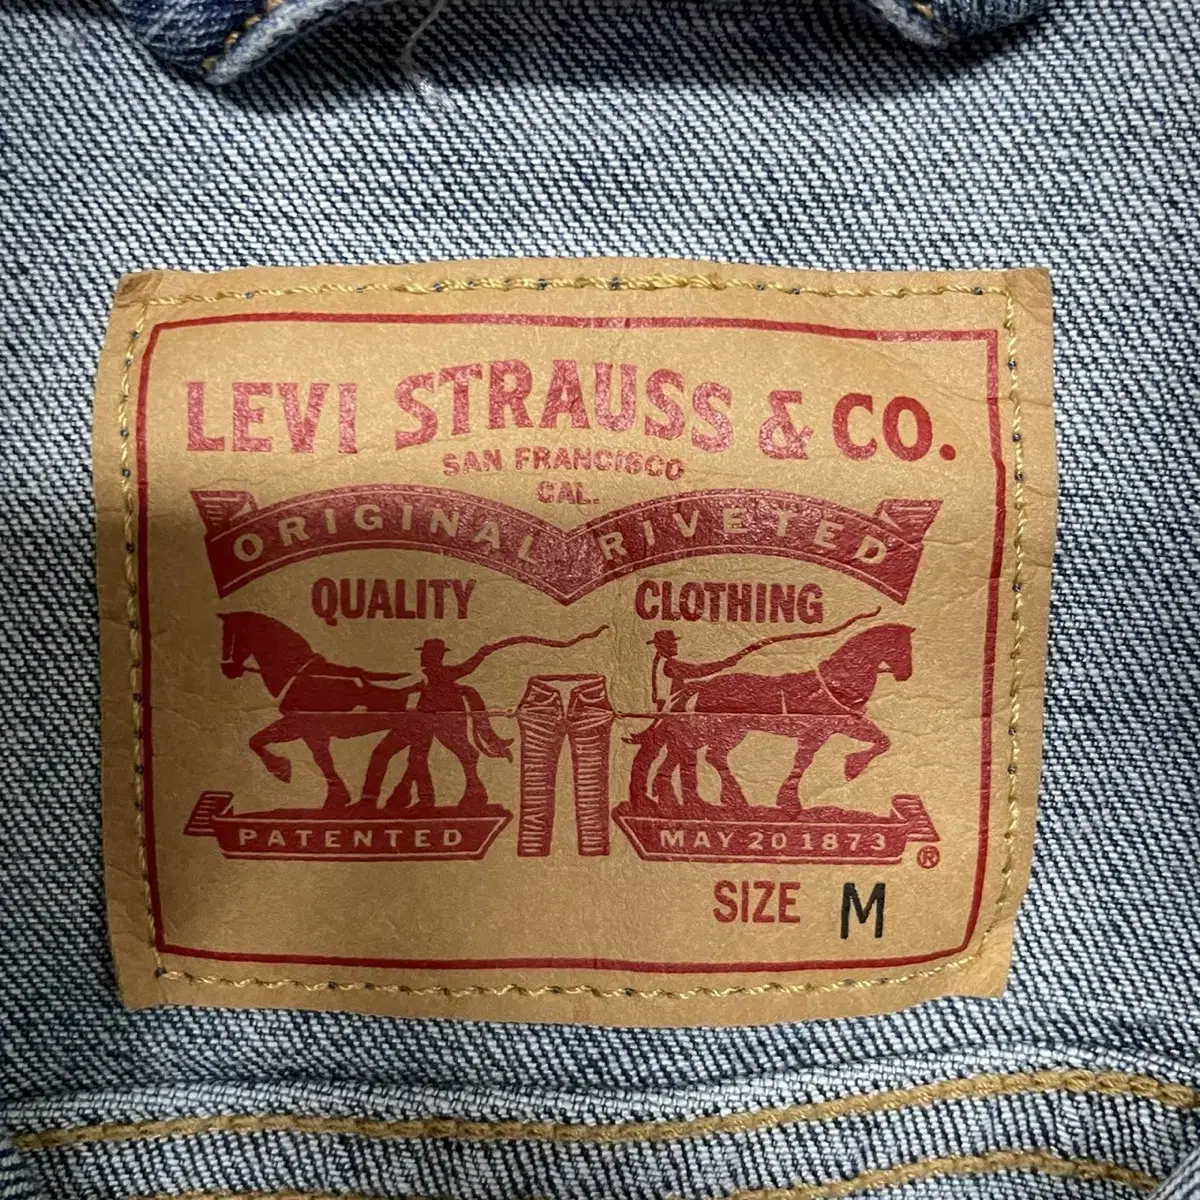 LEVI STRAUSS & CO.
SAN FRANCISCO
CAL.
ORIGINAL RIVETED
QUALITY CLOTHING
PATENTED MAY 20 1873 ®
SIZE M